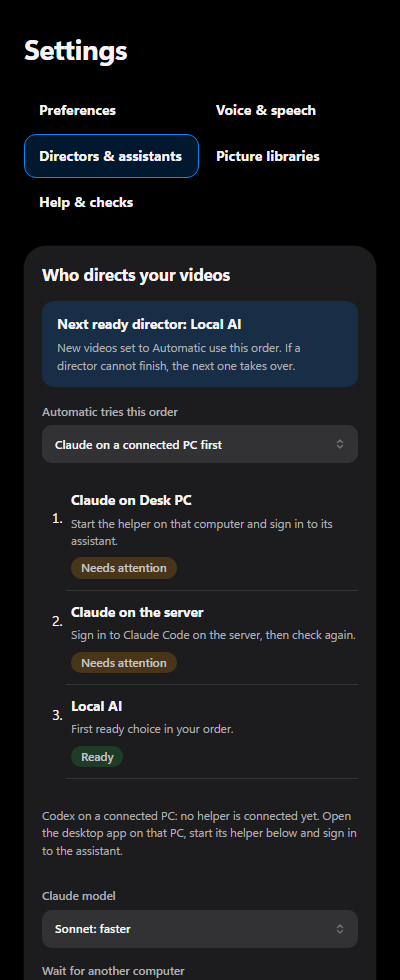 Settings
Preferences
Voice & speech
Directors & assistants
Picture libraries
Help & checks
Who directs your videos
Next ready director: Local AI
New videos set to Automatic use this order. If a
director cannot finish, the next one takes over.
Automatic tries this order
Claude on a connected PC first
1.
Claude on Desk PC
Start the helper on that computer and sign in to its
assistant.
Needs attention
2.
Claude on the server
Sign in to Claude Code on the server, then check again.
Needs attention
3.
Local AI
First ready choice in your order.
Ready
Codex on a connected PC: no helper is connected yet. Open
the desktop app on that PC, start its helper below and sign in
to the assistant.
Claude model
Sonnet: faster
Wait for another computer